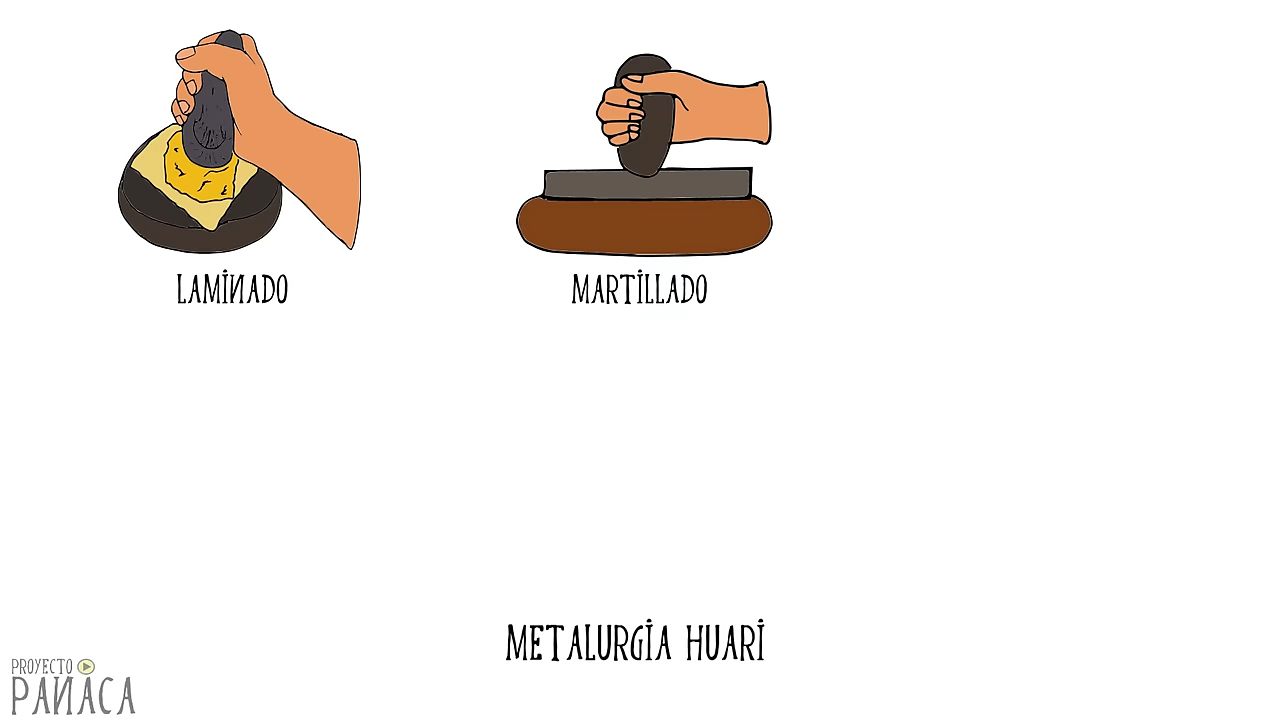 LAMINADO
MARTILLADO
METALURGIA HUARI
PROYECTO
PANACA